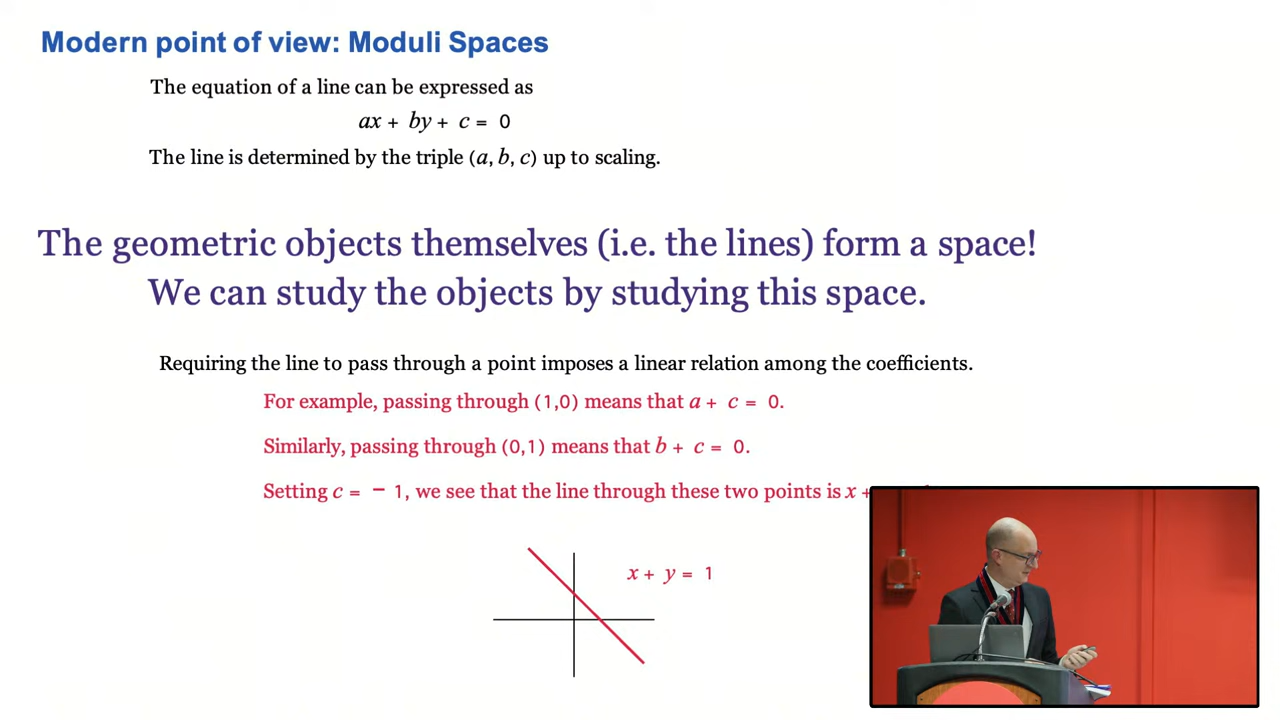 Modern point of view: Moduli Spaces
The equation of a line can be expressed as
ax + by + c = 0
The line is determined by the triple (a, b, c) up to scaling.
The geometric objects themselves (i.e. the lines) form a space!
We can study the objects by studying this space.
Requiring the line to pass through a point imposes a linear relation among the coefficients.
For example, passing through (1,0) means that a + c = 0.
Similarly, passing through (0,1) means that b + c = 0.
Setting c = − 1, we see that the line through these two points is x +
x + y = 1